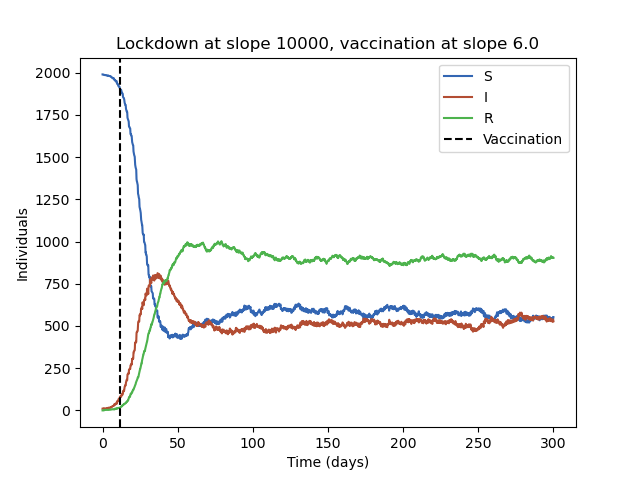 Lockdown at slope 10000, vaccination at slope 6.0
S
I
R
Vaccination
2000
1750
1500
1250
1000
750
500
250
0
Individuals
0 50 100 150 200 250 300
Time (days)